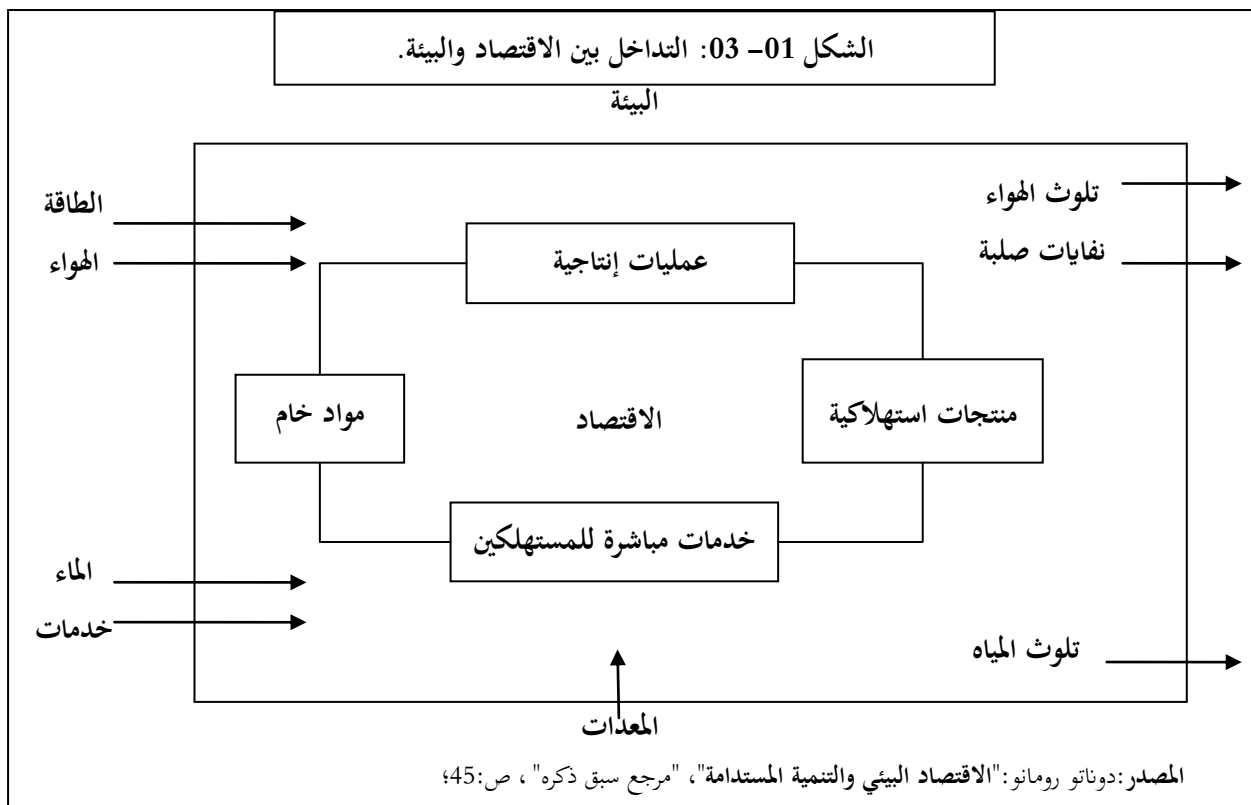 الشكل 01– 03: التداخل بين الاقتصاد والبيئة.
البيئة
الطاقة
تلوث الهواء
الهواء
عمليات إنتاجية
نفايات صلبة
مواد خام
الاقتصاد
منتجات استهلاكية
خدمات مباشرة للمستهلكين
الماء
خدمات
تلوث المياه
المعدات
المصدر:دوناتو رومانو:"الاقتصاد البيئي والتنمية المستدامة"، "مرجع سبق ذكره" ، ص:45؛